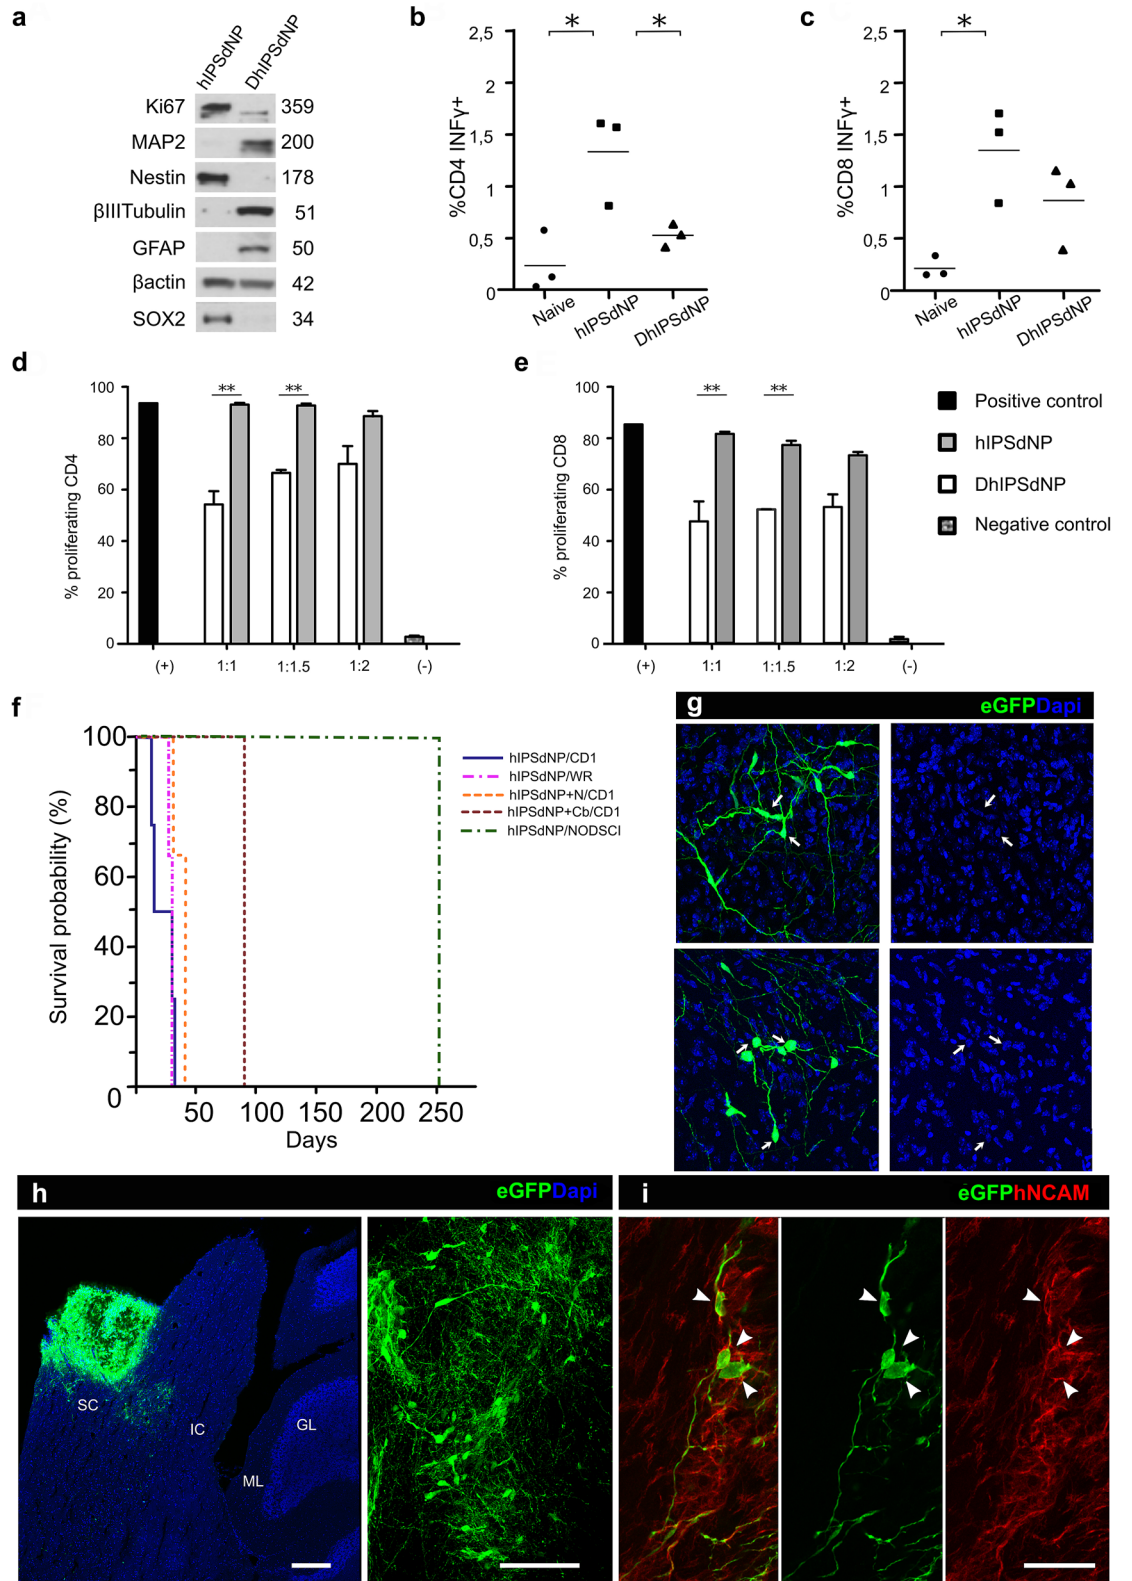 a
hIPSdNP
DhIPSdNP
Ki67 359
MAP2 200
Nestin 178
βIIITubulin 51
GFAP 50
βactin 42
SOX2 34
b
* *
2,5
2
1,5
1
0,5
0
%CD4 INFγ+
Naive
hIPSdNP
DhIPSdNP
c
*
2,5
2
1,5
1
0,5
0
%CD8 INFγ+
Naive
hIPSdNP
DhIPSdNP
d
** **
100
80
60
40
20
0
% proliferating CD4
(+) 1:1 1:1.5 1:2 (-)
e
** **
100
80
60
40
20
0
% proliferating CD8
(+) 1:1 1:1.5 1:2 (-)
Positive control
hIPSdNP
DhIPSdNP
Negative control
f
100
80
60
40
20
0
Survival probability (%)
50 100 150 200 250
Days
hIPSdNP/CD1
hIPSdNP/WR
hIPSdNP+N/CD1
hIPSdNP+Cb/CD1
hIPSdNP/NODSCI
g
eGFPDapi
h
eGFPDapi
SC
IC
GL
ML
i
eGFPhNCAM